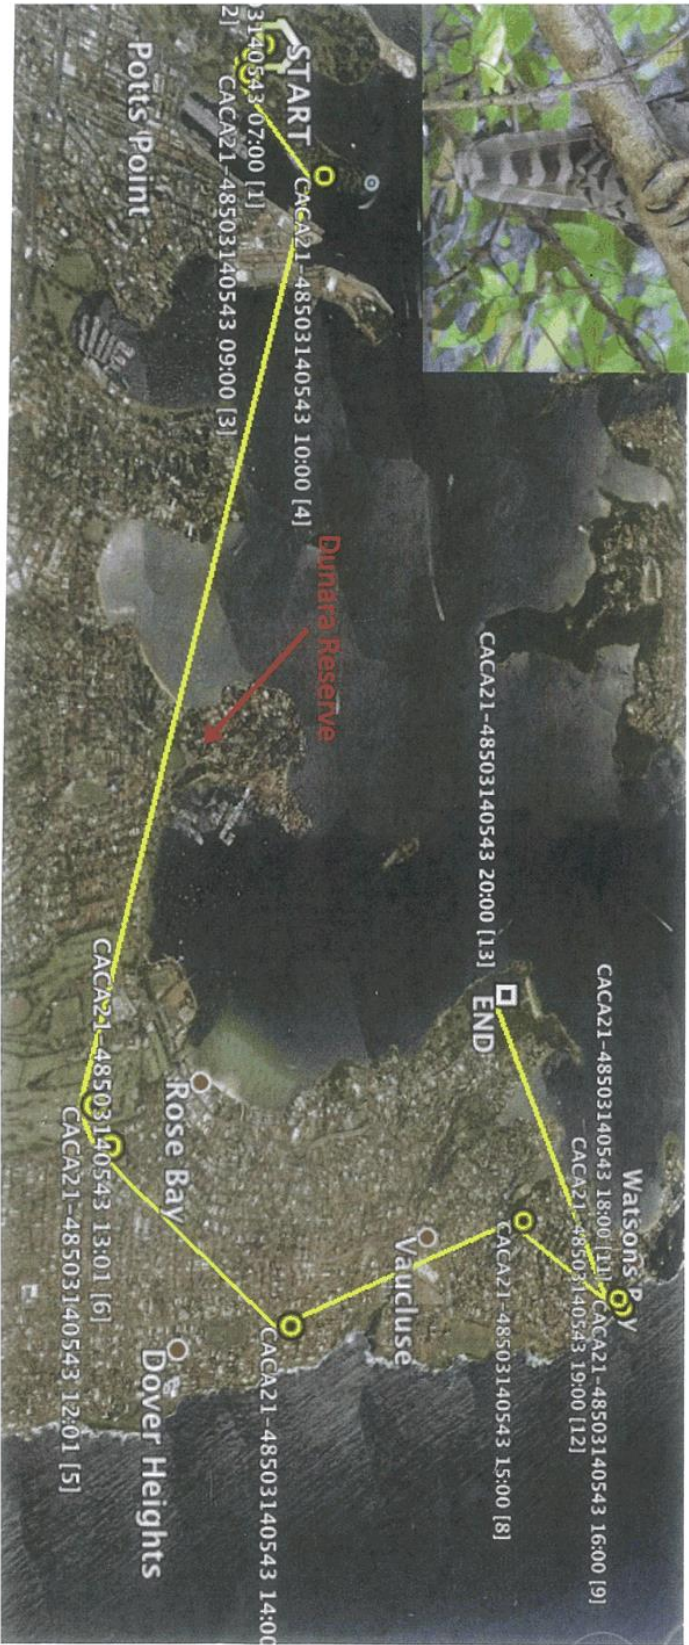 START
3140543 07:00 [1]
2]
CACA21-48503140543 09:00 [3]
Potts Point
CACA21-48503140543 10:00 [4]
Dunara Reserve
CACA21-48503140543 20:00 [13]
END
CACA21-48503140543 18:00 [11]
Watsons Bay
CACA21-48503140543 16:00 [9]
CACA21-48503140543 19:00 [12]
CACA21-48503140543 15:00 [8]
Vaucluse
CACA21-48503140543 14:00
Rose Bay
CACA21-48503140543 13:01 [6]
CACA21-48503140543 12:01 [5]
Dover Heights